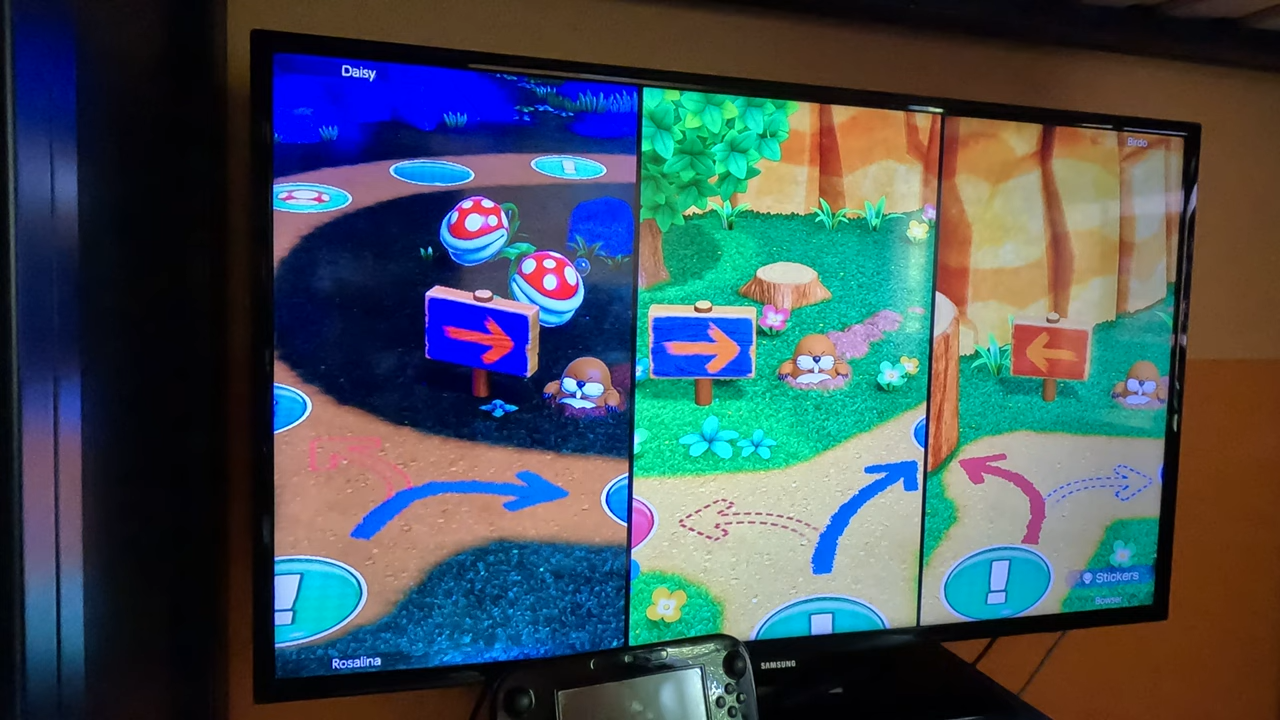 Daisy
Birdo
!
!
!
Stickers
Bowser
Rosalina
SAMSUNG